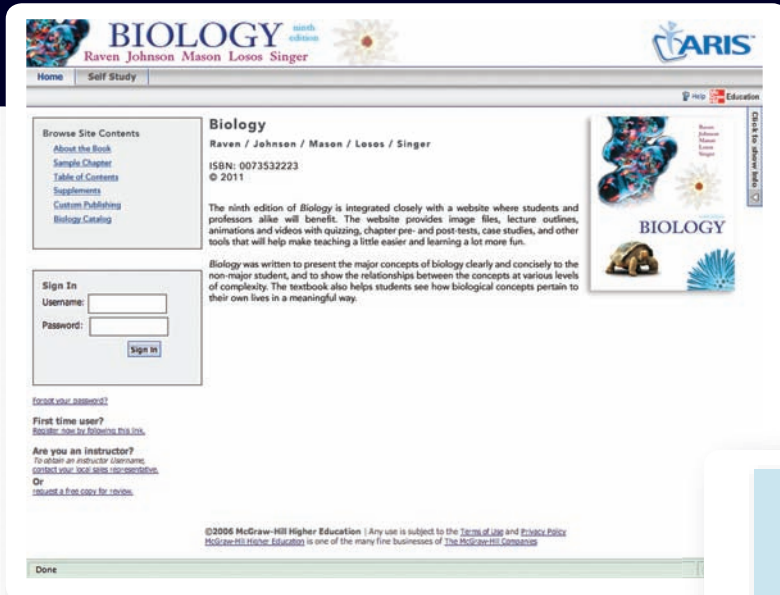 BIOLOGY ninth edition
Raven Johnson Mason Losos Singer
ARIS
Home Self Study
Help Education
Browse Site Contents
About the Book
Sample Chapter
Table of Contents
Supplements
Custom Publishing
Biology Catalog
Sign In
Username:
Password:
Sign In
Forgot your password?
First time user?
Register now by following this link.
Are you an instructor?
To obtain an instructor Username,
contact your local sales representative.
Or
request a free copy for review.
Biology
Raven / Johnson / Mason / Losos / Singer
ISBN: 0073532223
© 2011
The ninth edition of Biology is integrated closely with a website where students and
professors alike will benefit. The website provides image files, lecture outlines,
animations and videos with quizzing, chapter pre- and post-tests, case studies, and other
tools that will help make teaching a little easier and learning a lot more fun.
Biology was written to present the major concepts of biology clearly and concisely to the
non-major student, and to show the relationships between the concepts at various levels
of complexity. The textbook also helps students see how biological concepts pertain to
their own lives in a meaningful way.
Raven
Johnson
Mason
Losos
Singer
BIOLOGY
Click to show info
©2006 McGraw-Hill Higher Education | Any use is subject to the Terms of Use and Privacy Policy
McGraw-Hill Higher Education is one of the many fine businesses of The McGraw-Hill Companies
Done